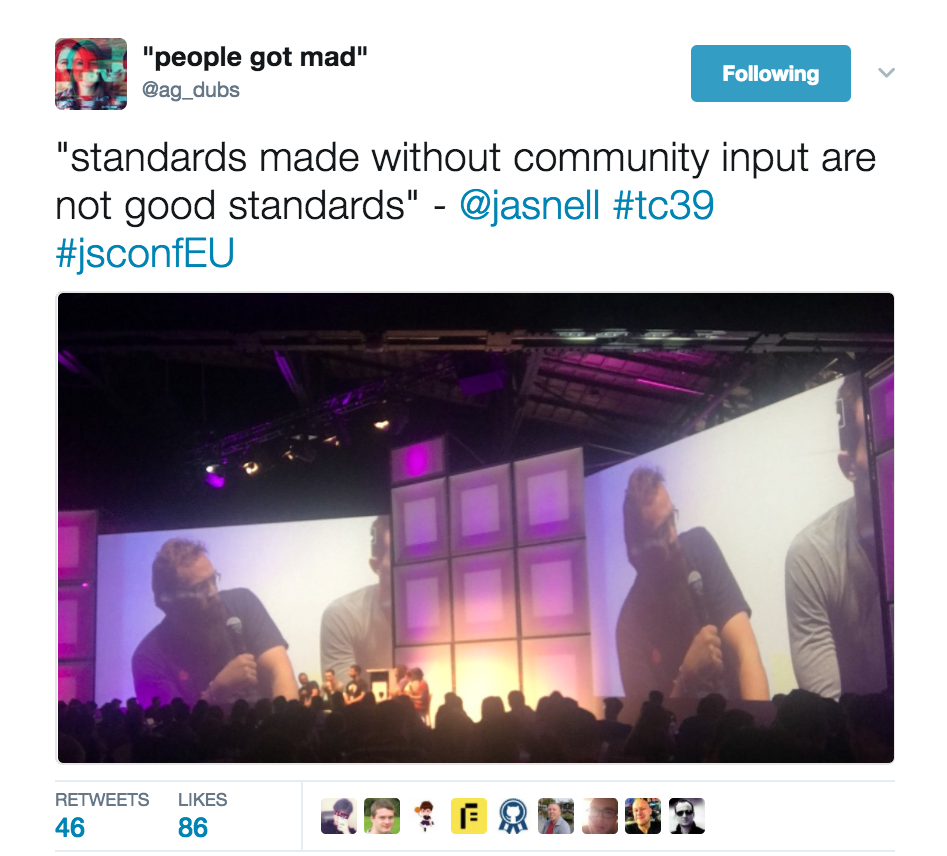 "people got mad"
@ag_dubs
Following
"standards made without community input are
not good standards" - @jasnell #tc39
#jsconfEU
RETWEETS LIKES
46 86
F